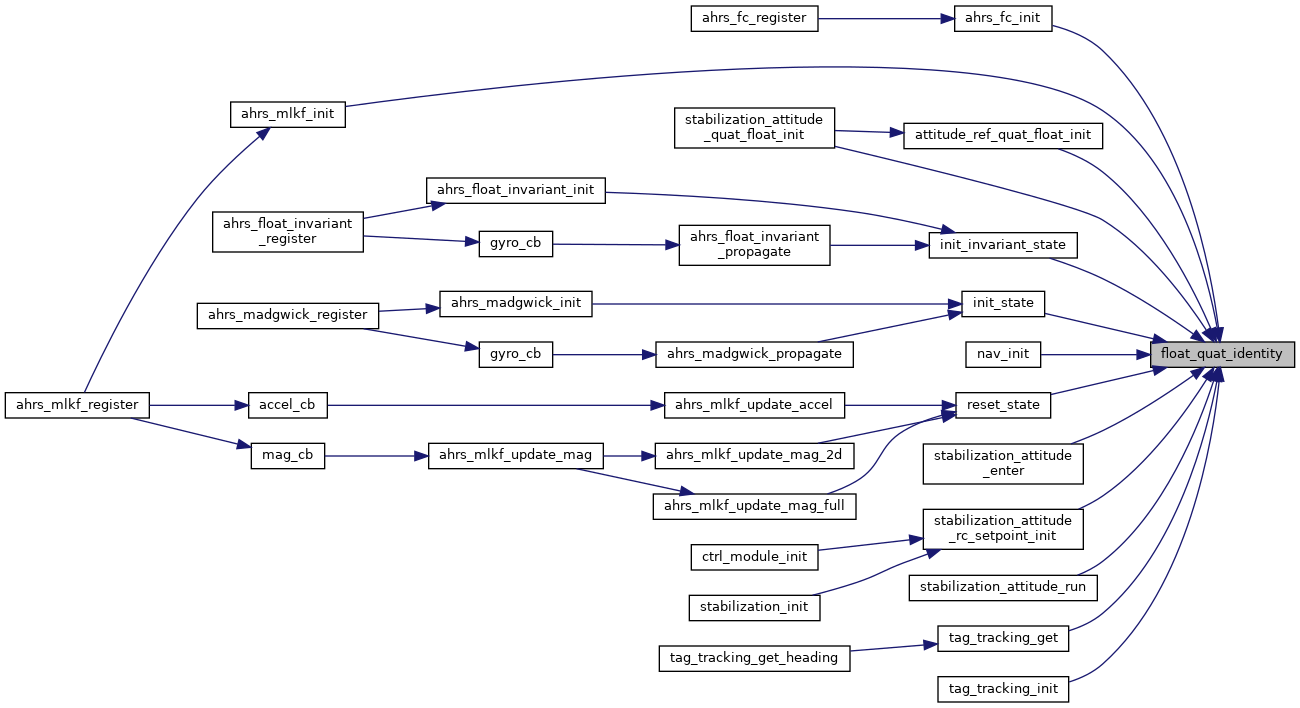 ahrs_fc_register
ahrs_fc_init
ahrs_mlkf_init
stabilization_attitude
_quat_float_init
attitude_ref_quat_float_init
ahrs_float_invariant_init
ahrs_float_invariant
_register
gyro_cb
ahrs_float_invariant
_propagate
init_invariant_state
ahrs_madgwick_register
ahrs_madgwick_init
init_state
gyro_cb
ahrs_madgwick_propagate
nav_init
float_quat_identity
ahrs_mlkf_register
accel_cb
ahrs_mlkf_update_accel
reset_state
mag_cb
ahrs_mlkf_update_mag
ahrs_mlkf_update_mag_2d
stabilization_attitude
_enter
ahrs_mlkf_update_mag_full
stabilization_attitude
_rc_setpoint_init
ctrl_module_init
stabilization_attitude_run
stabilization_init
tag_tracking_get
tag_tracking_get_heading
tag_tracking_init